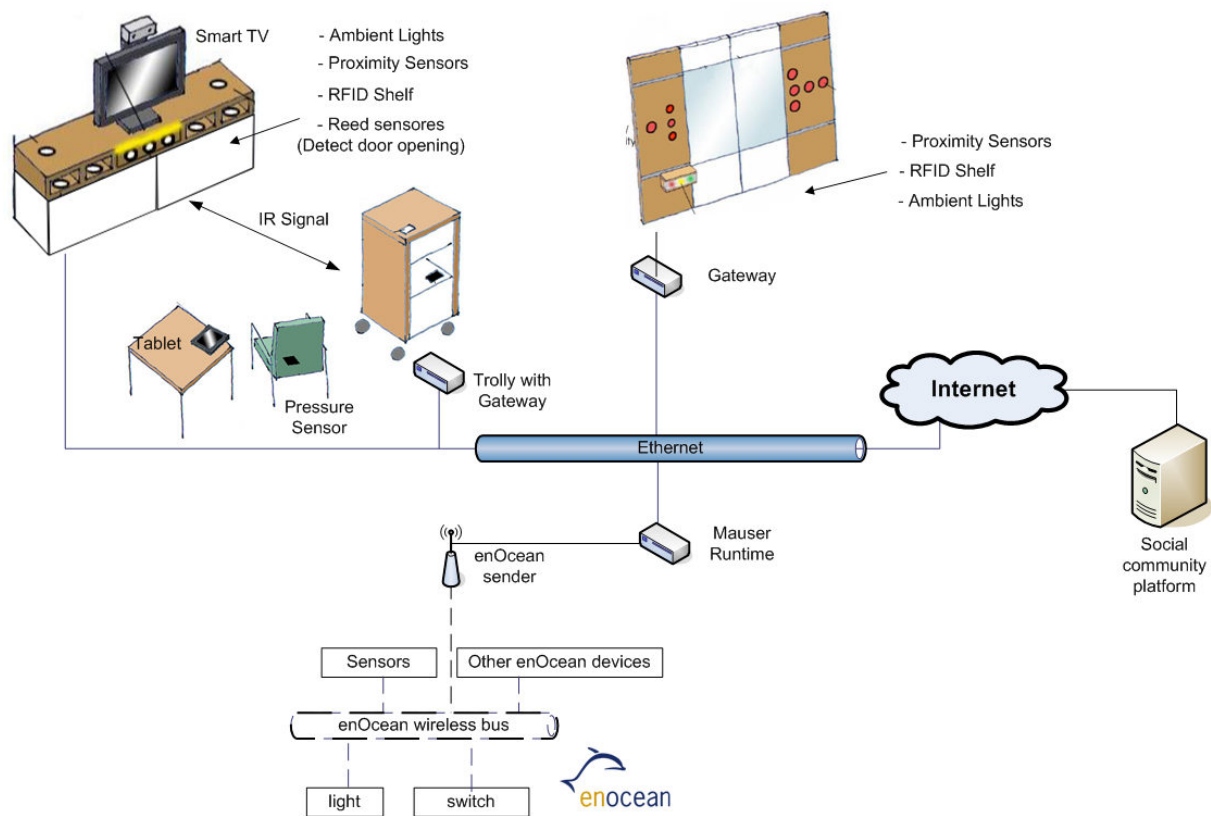 Smart TV
- Ambient Lights
- Proximity Sensors
- RFID Shelf
- Reed sensores
(Detect door opening)
- Proximity Sensors
- RFID Shelf
- Ambient Lights
IR Signal
Gateway
Tablet
Pressure
Sensor
Trolly with
Gateway
Internet
Ethernet
Mauser
Runtime
enOcean
sender
Social
community
platform
Sensors
Other enOcean devices
enOcean wireless bus
light
switch
enocean